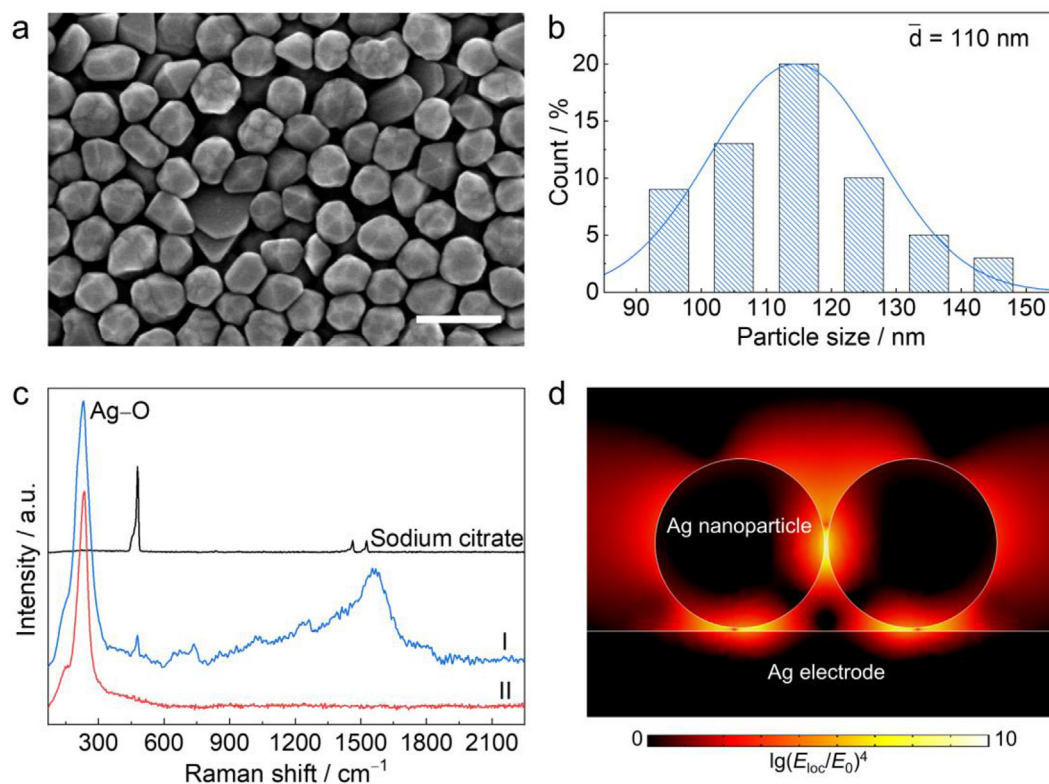 a
b
d̄ = 110 nm
20
15
10
5
0
Count / %
90 100 110 120 130 140 150
Particle size / nm
c
Ag–O
Sodium citrate
I
II
Intensity / a.u.
300 600 900 1200 1500 1800 2100
Raman shift / cm⁻¹
d
Ag nanoparticle
Ag electrode
0 10
lg(E_loc/E_0)⁴